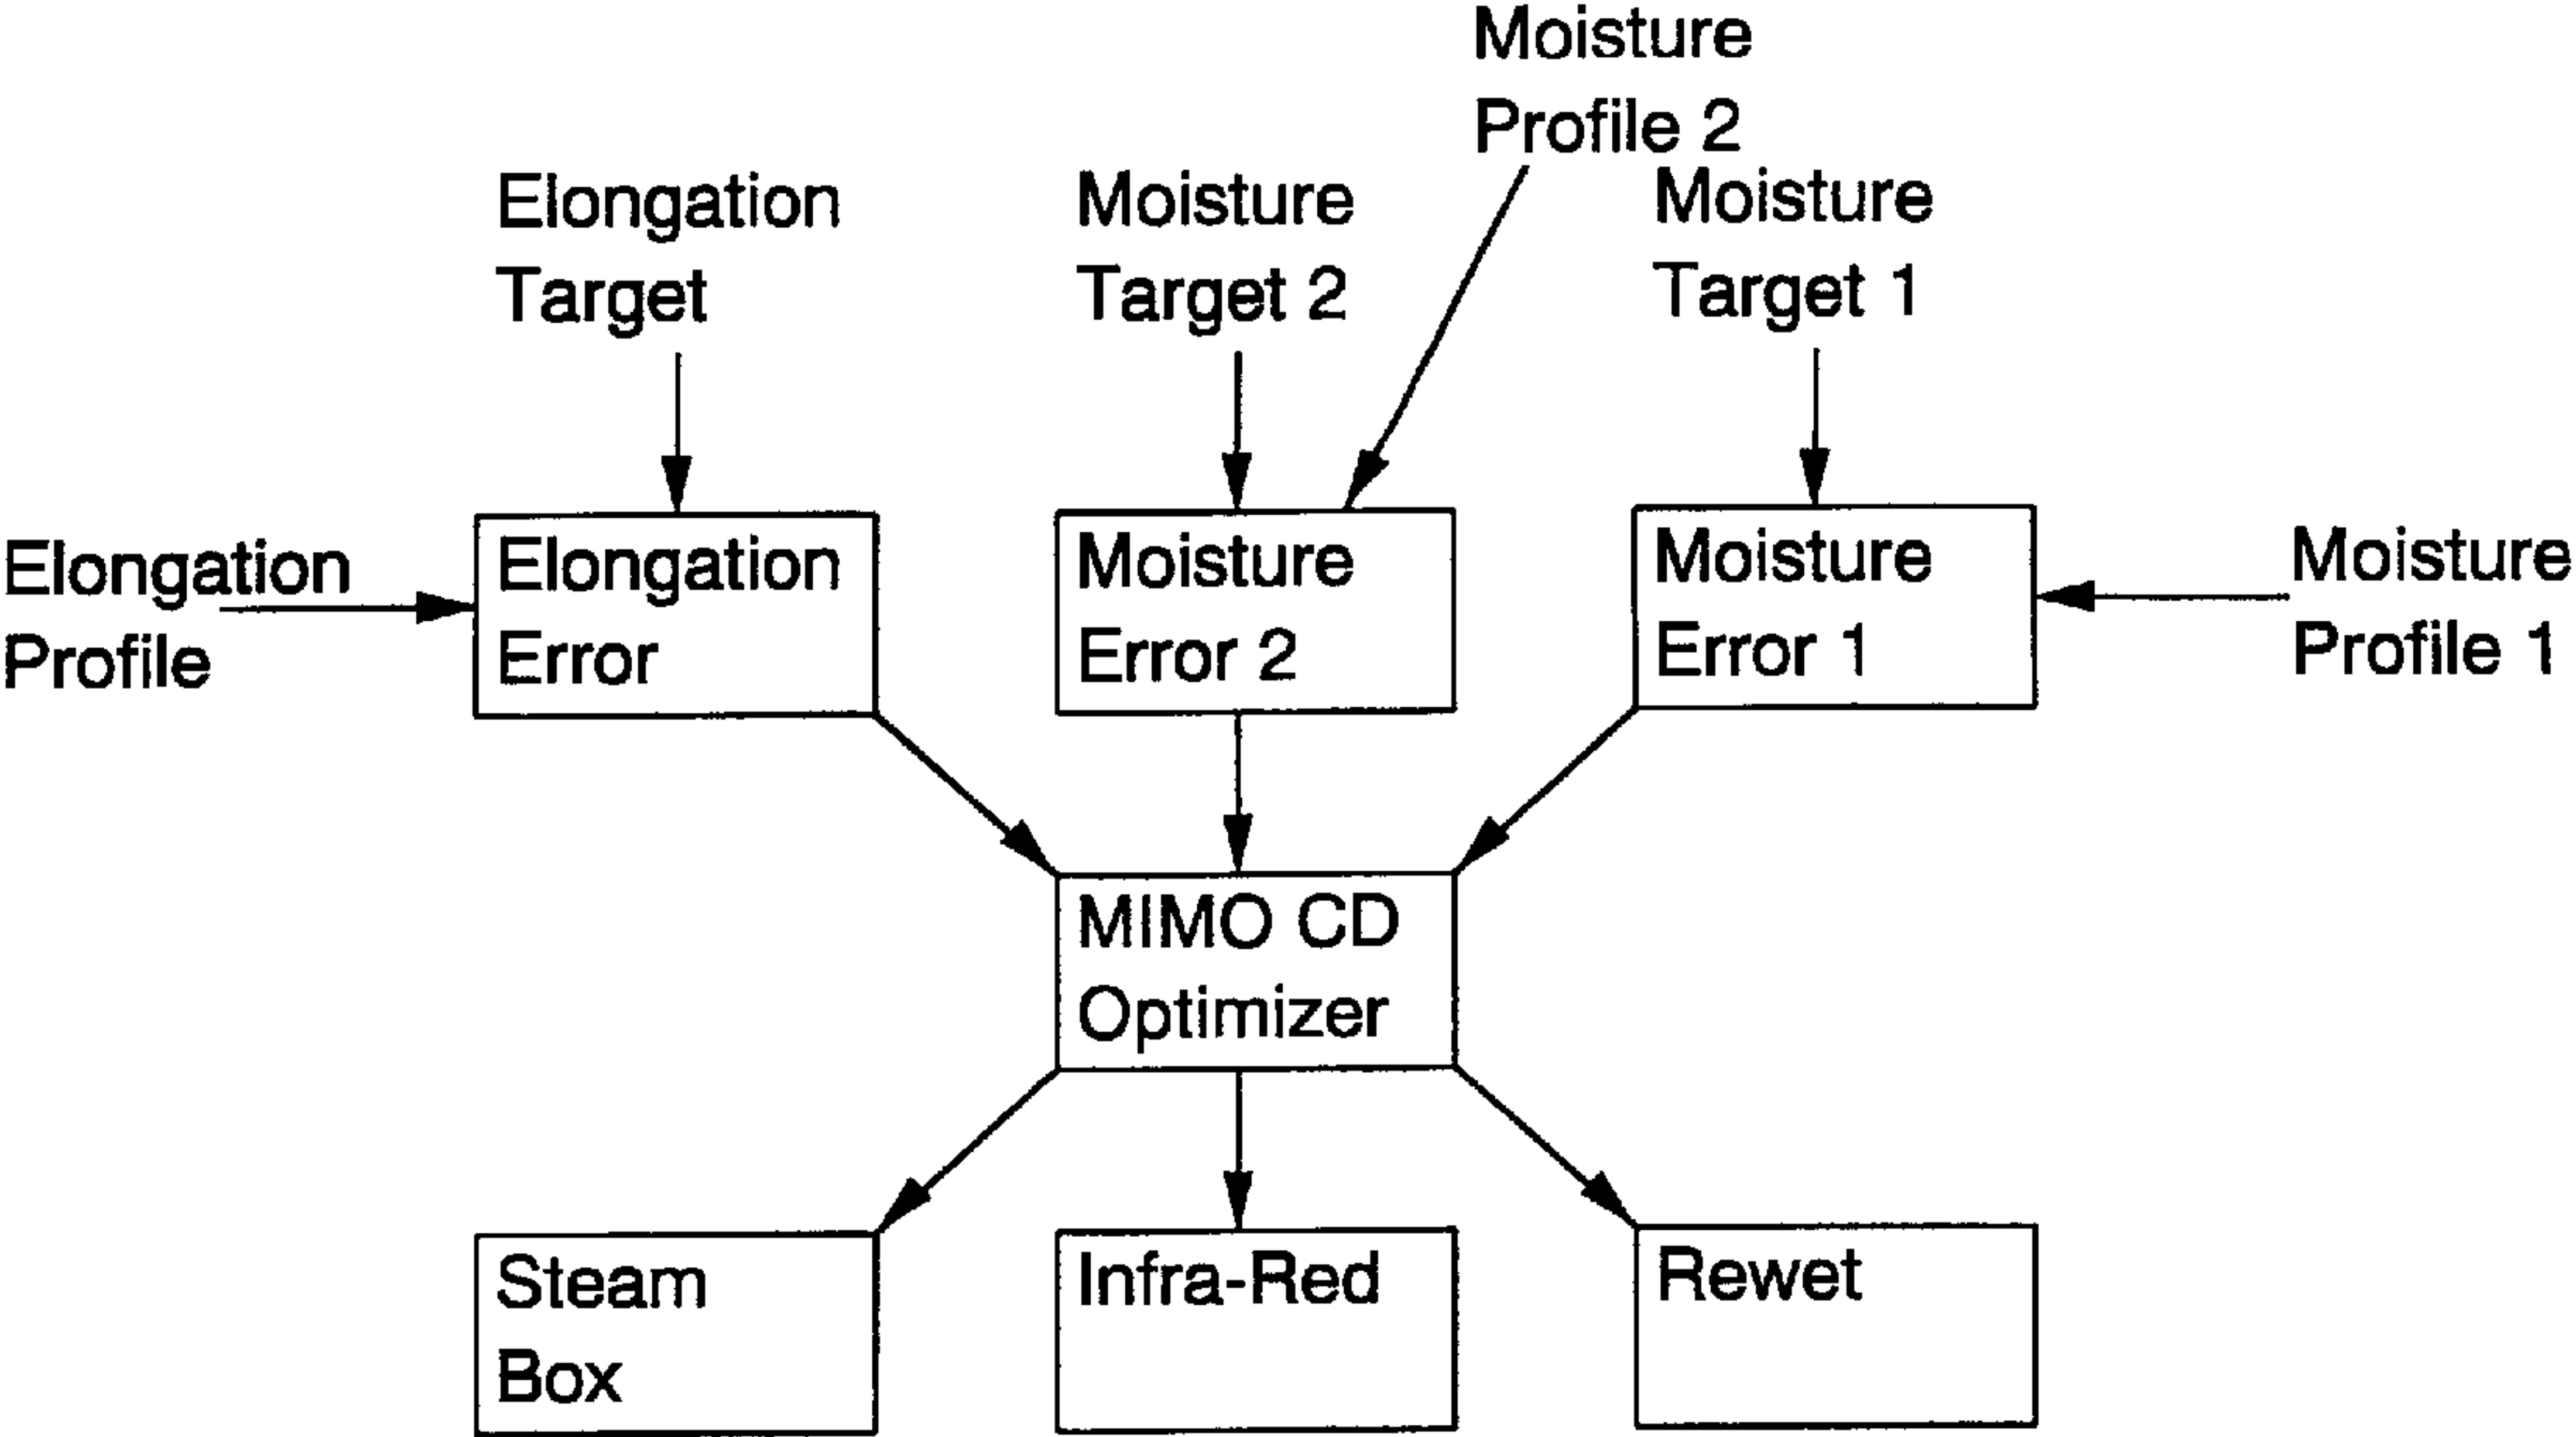 Moisture
Profile 2
Elongation
Target
Moisture
Target 2
Moisture
Target 1
Elongation
Profile
Elongation
Error
Moisture
Error 2
Moisture
Error 1
Moisture
Profile 1
MIMO CD
Optimizer
Steam
Box
Infra-Red
Rewet